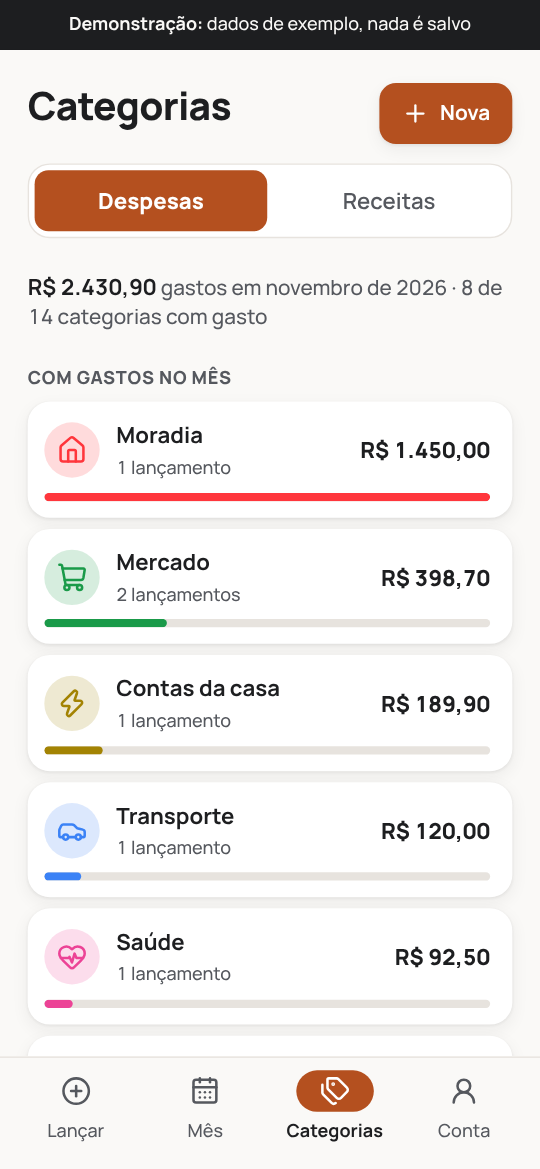 Demonstração: dados de exemplo, nada é salvo
Categorias
Nova
Despesas
Receitas
R$ 2.430,90 gastos em novembro de 2026 · 8 de
14 categorias com gasto
COM GASTOS NO MÊS
Moradia
1 lançamento
R$ 1.450,00
Mercado
2 lançamentos
R$ 398,70
Contas da casa
1 lançamento
R$ 189,90
Transporte
1 lançamento
R$ 120,00
Saúde
1 lançamento
R$ 92,50
Lançar
Mês
Categorias
Conta